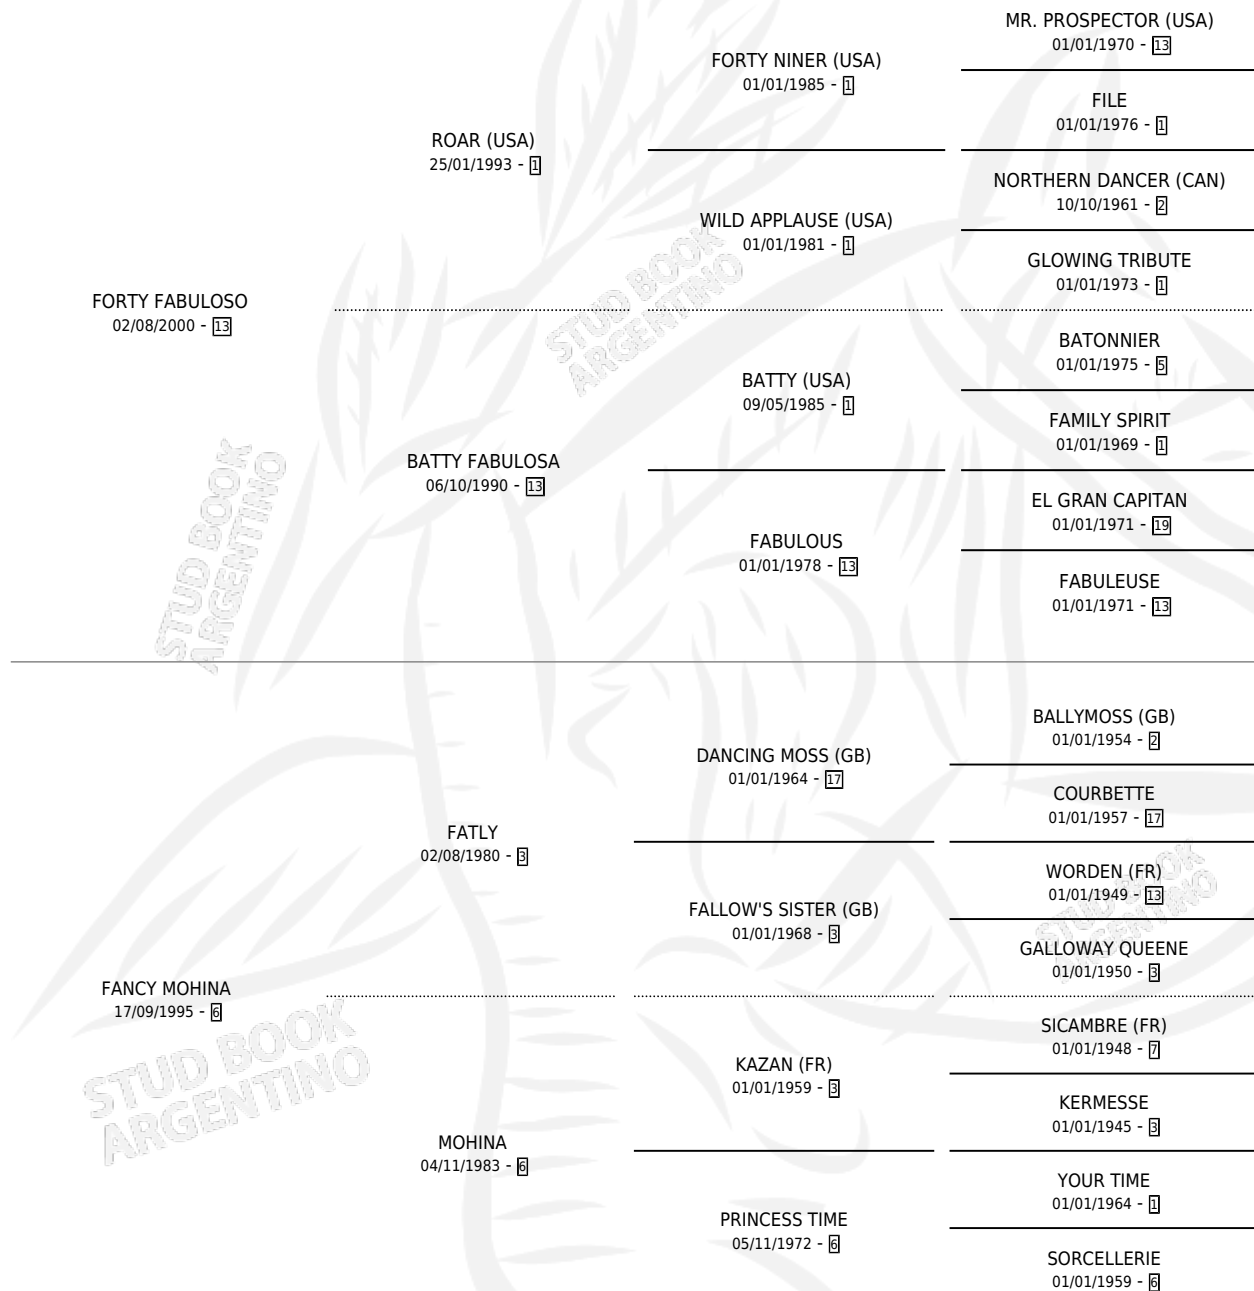 MR. PROSPECTOR (USA)
01/01/1970 - 13
FORTY NINER (USA)
01/01/1985 - 1
FILE
01/01/1976 - 1
ROAR (USA)
25/01/1993 - 1
NORTHERN DANCER (CAN)
10/10/1961 - 2
WILD APPLAUSE (USA)
01/01/1981 - 1
GLOWING TRIBUTE
01/01/1973 - 1
FORTY FABULOSO
02/08/2000 - 13
STUD BOOK
ARGENTINO
BATONNIER
01/01/1975 - 5
BATTY (USA)
09/05/1985 - 1
FAMILY SPIRIT
01/01/1969 - 1
BATTY FABULOSA
06/10/1990 - 13
EL GRAN CAPITAN
01/01/1971 - 19
FABULOUS
01/01/1978 - 13
FABULEUSE
01/01/1971 - 13
STUD BOOK
ARGENTINO
BALLYMOSS (GB)
01/01/1954 - 2
DANCING MOSS (GB)
01/01/1964 - 17
COURBETTE
01/01/1957 - 17
FATLY
02/08/1980 - 3
WORDEN (FR)
01/01/1949 - 13
FALLOW'S SISTER (GB)
01/01/1968 - 3
GALLOWAY QUEENE
01/01/1950 - 3
STUD BOOK
ARGENTINO
FANCY MOHINA
17/09/1995 - 6
SICAMBRE (FR)
01/01/1948 - 7
KAZAN (FR)
01/01/1959 - 3
KERMESSE
01/01/1945 - 3
STUD BOOK
ARGENTINO
MOHINA
04/11/1983 - 6
YOUR TIME
01/01/1964 - 1
PRINCESS TIME
05/11/1972 - 6
SORCELLERIE
01/01/1959 - 6